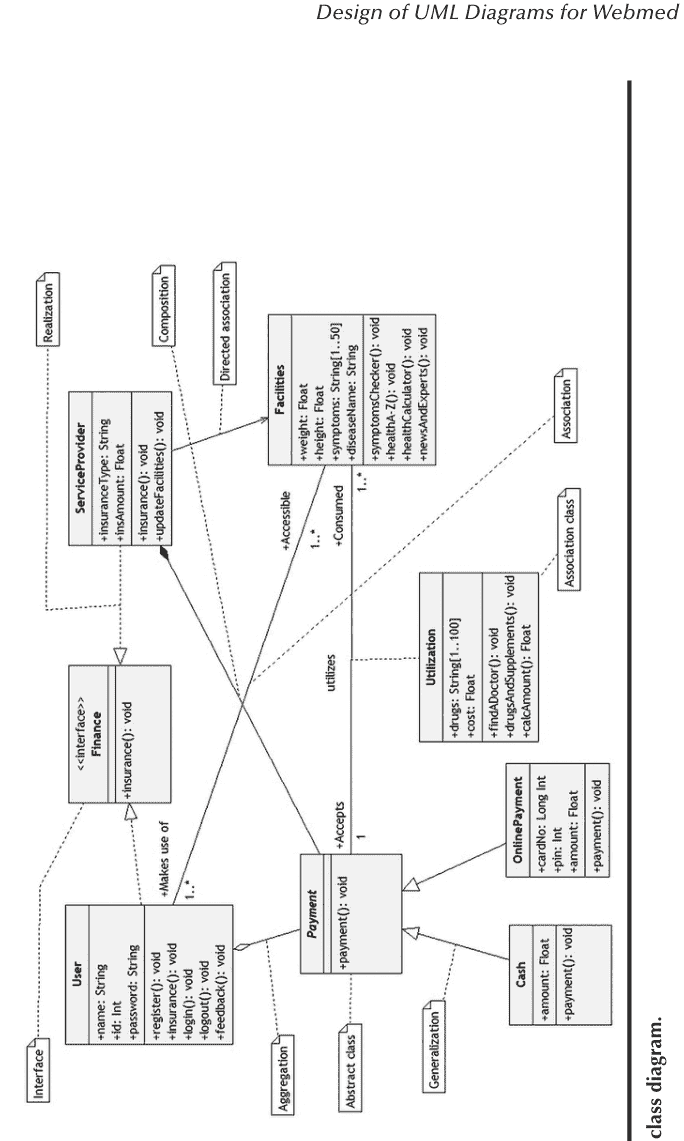 Design of UML Diagrams for Webmed
Realization
Composition
Directed association
ServiceProvider
+insuranceType: String
+insAmount: Float
+insurance(): void
+updateFacilities(): void
Facilities
+weight: Float
+height: Float
+symptoms: String[1..50]
+diseaseName: String
+symptomsChecker(): void
+healthA-Z(): void
+healthCalculator(): void
+newsAndExperts(): void
Association
Association class
+Accessible
1..*
+Consumed
1..*
<<interface>>
Finance
+insurance(): void
utilizes
Utilization
+drugs: String[1..100]
+cost: Float
+findADoctor(): void
+drugsAndSupplements(): void
+calcAmount(): Float
+Makes use of
1..*
+Accepts
1
Interface
User
+name: String
+id: Int
+password: String
+register(): void
+insurance(): void
+login(): void
+logout(): void
+feedback(): void
Payment
+payment(): void
OnlinePayment
+cardNo: Long Int
+pin: Int
+amount: Float
+payment(): void
Cash
+amount: Float
+payment(): void
Aggregation
Abstract class
Generalization
class diagram.